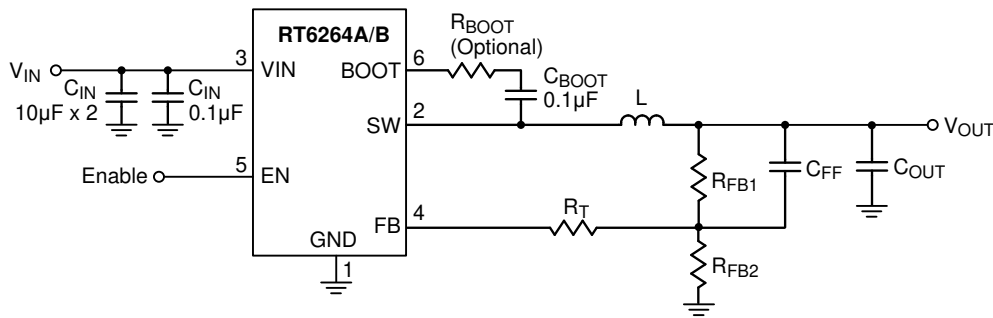 RT6264A/B
R_BOOT
(Optional)
3
6
V_IN
VIN
BOOT
C_BOOT
0.1µF
C_IN
10µF x 2
C_IN
0.1µF
L
2
SW
V_OUT
5
Enable
EN
R_FB1
C_FF
C_OUT
4
R_T
FB
GND
1
R_FB2